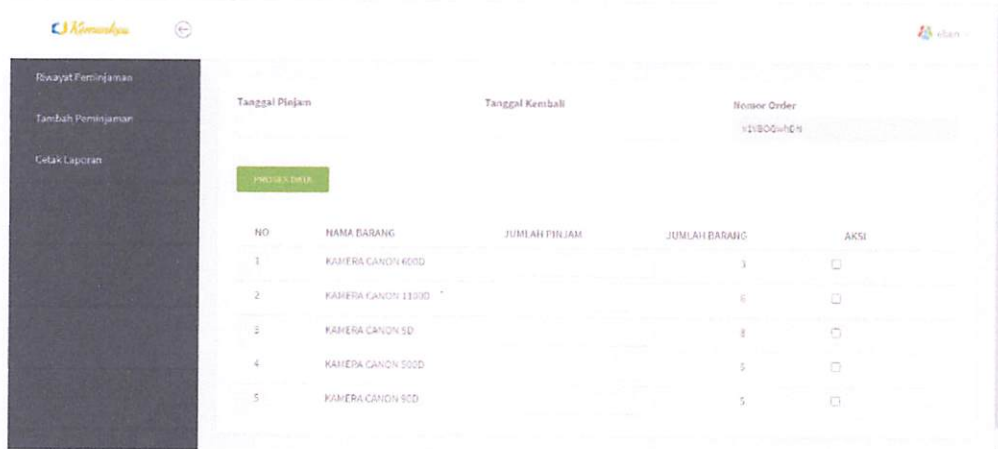 Riwayat Peminjaman
Tambah Peminjaman
Cetak Laporan
Tanggal Pinjam Tanggal Kembali Nomor Order
PROSES DATA
NO NAMA BARANG JUMLAH PINJAM JUMLAH BARANG AKSI
1 KAMERA CANON 600D 3
2 KAMERA CANON 1100D 6
3 KAMERA CANON 5D 8
4 KAMERA CANON 500D 5
5 KAMERA CANON 90D 5